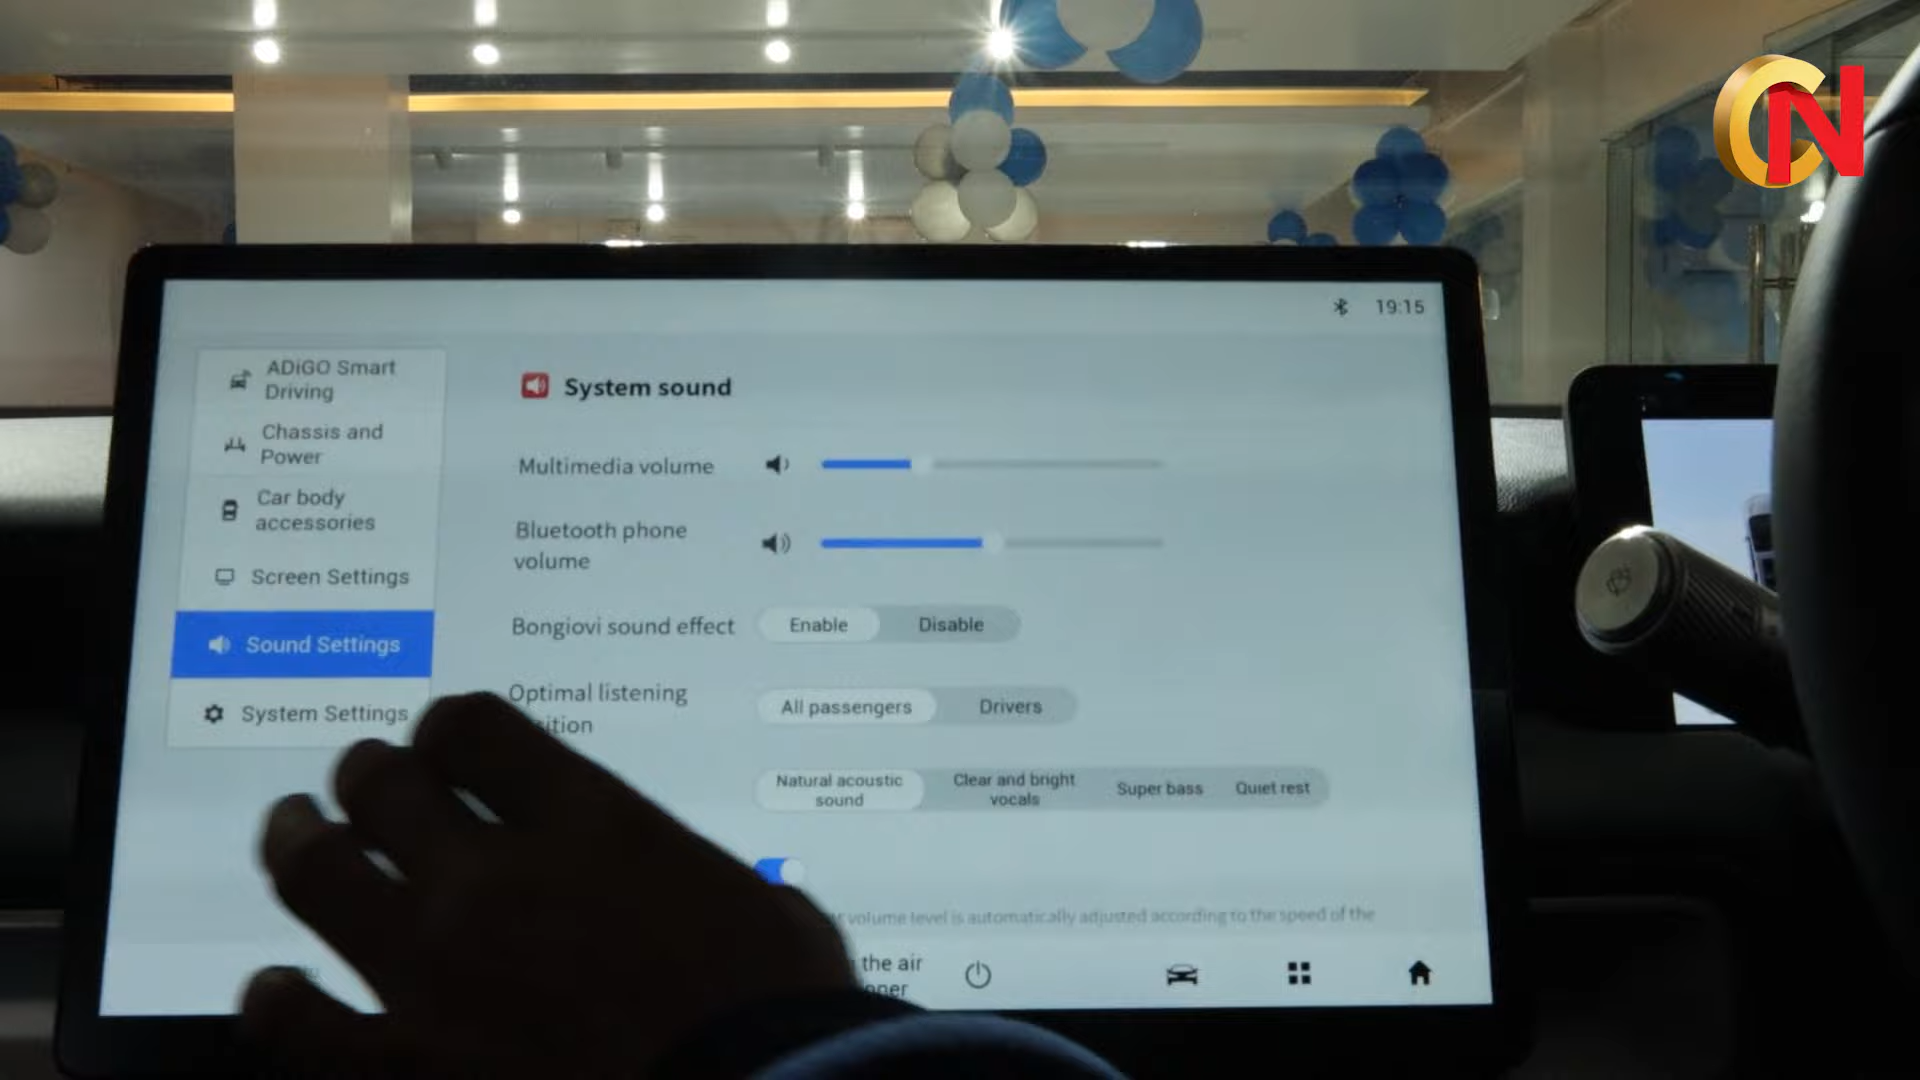 CN
19:15
ADiGO Smart
Driving
Chassis and
Power
Car body
accessories
Screen Settings
Sound Settings
System Settings
System sound
Multimedia volume
Bluetooth phone
volume
Bongiovi sound effect
Enable
Disable
Optimal listening
ition
All passengers
Drivers
Natural acoustic
sound
Clear and bright
vocals
Super bass
Quiet rest
volume level is automatically adjusted according to the speed of the
the air
oner